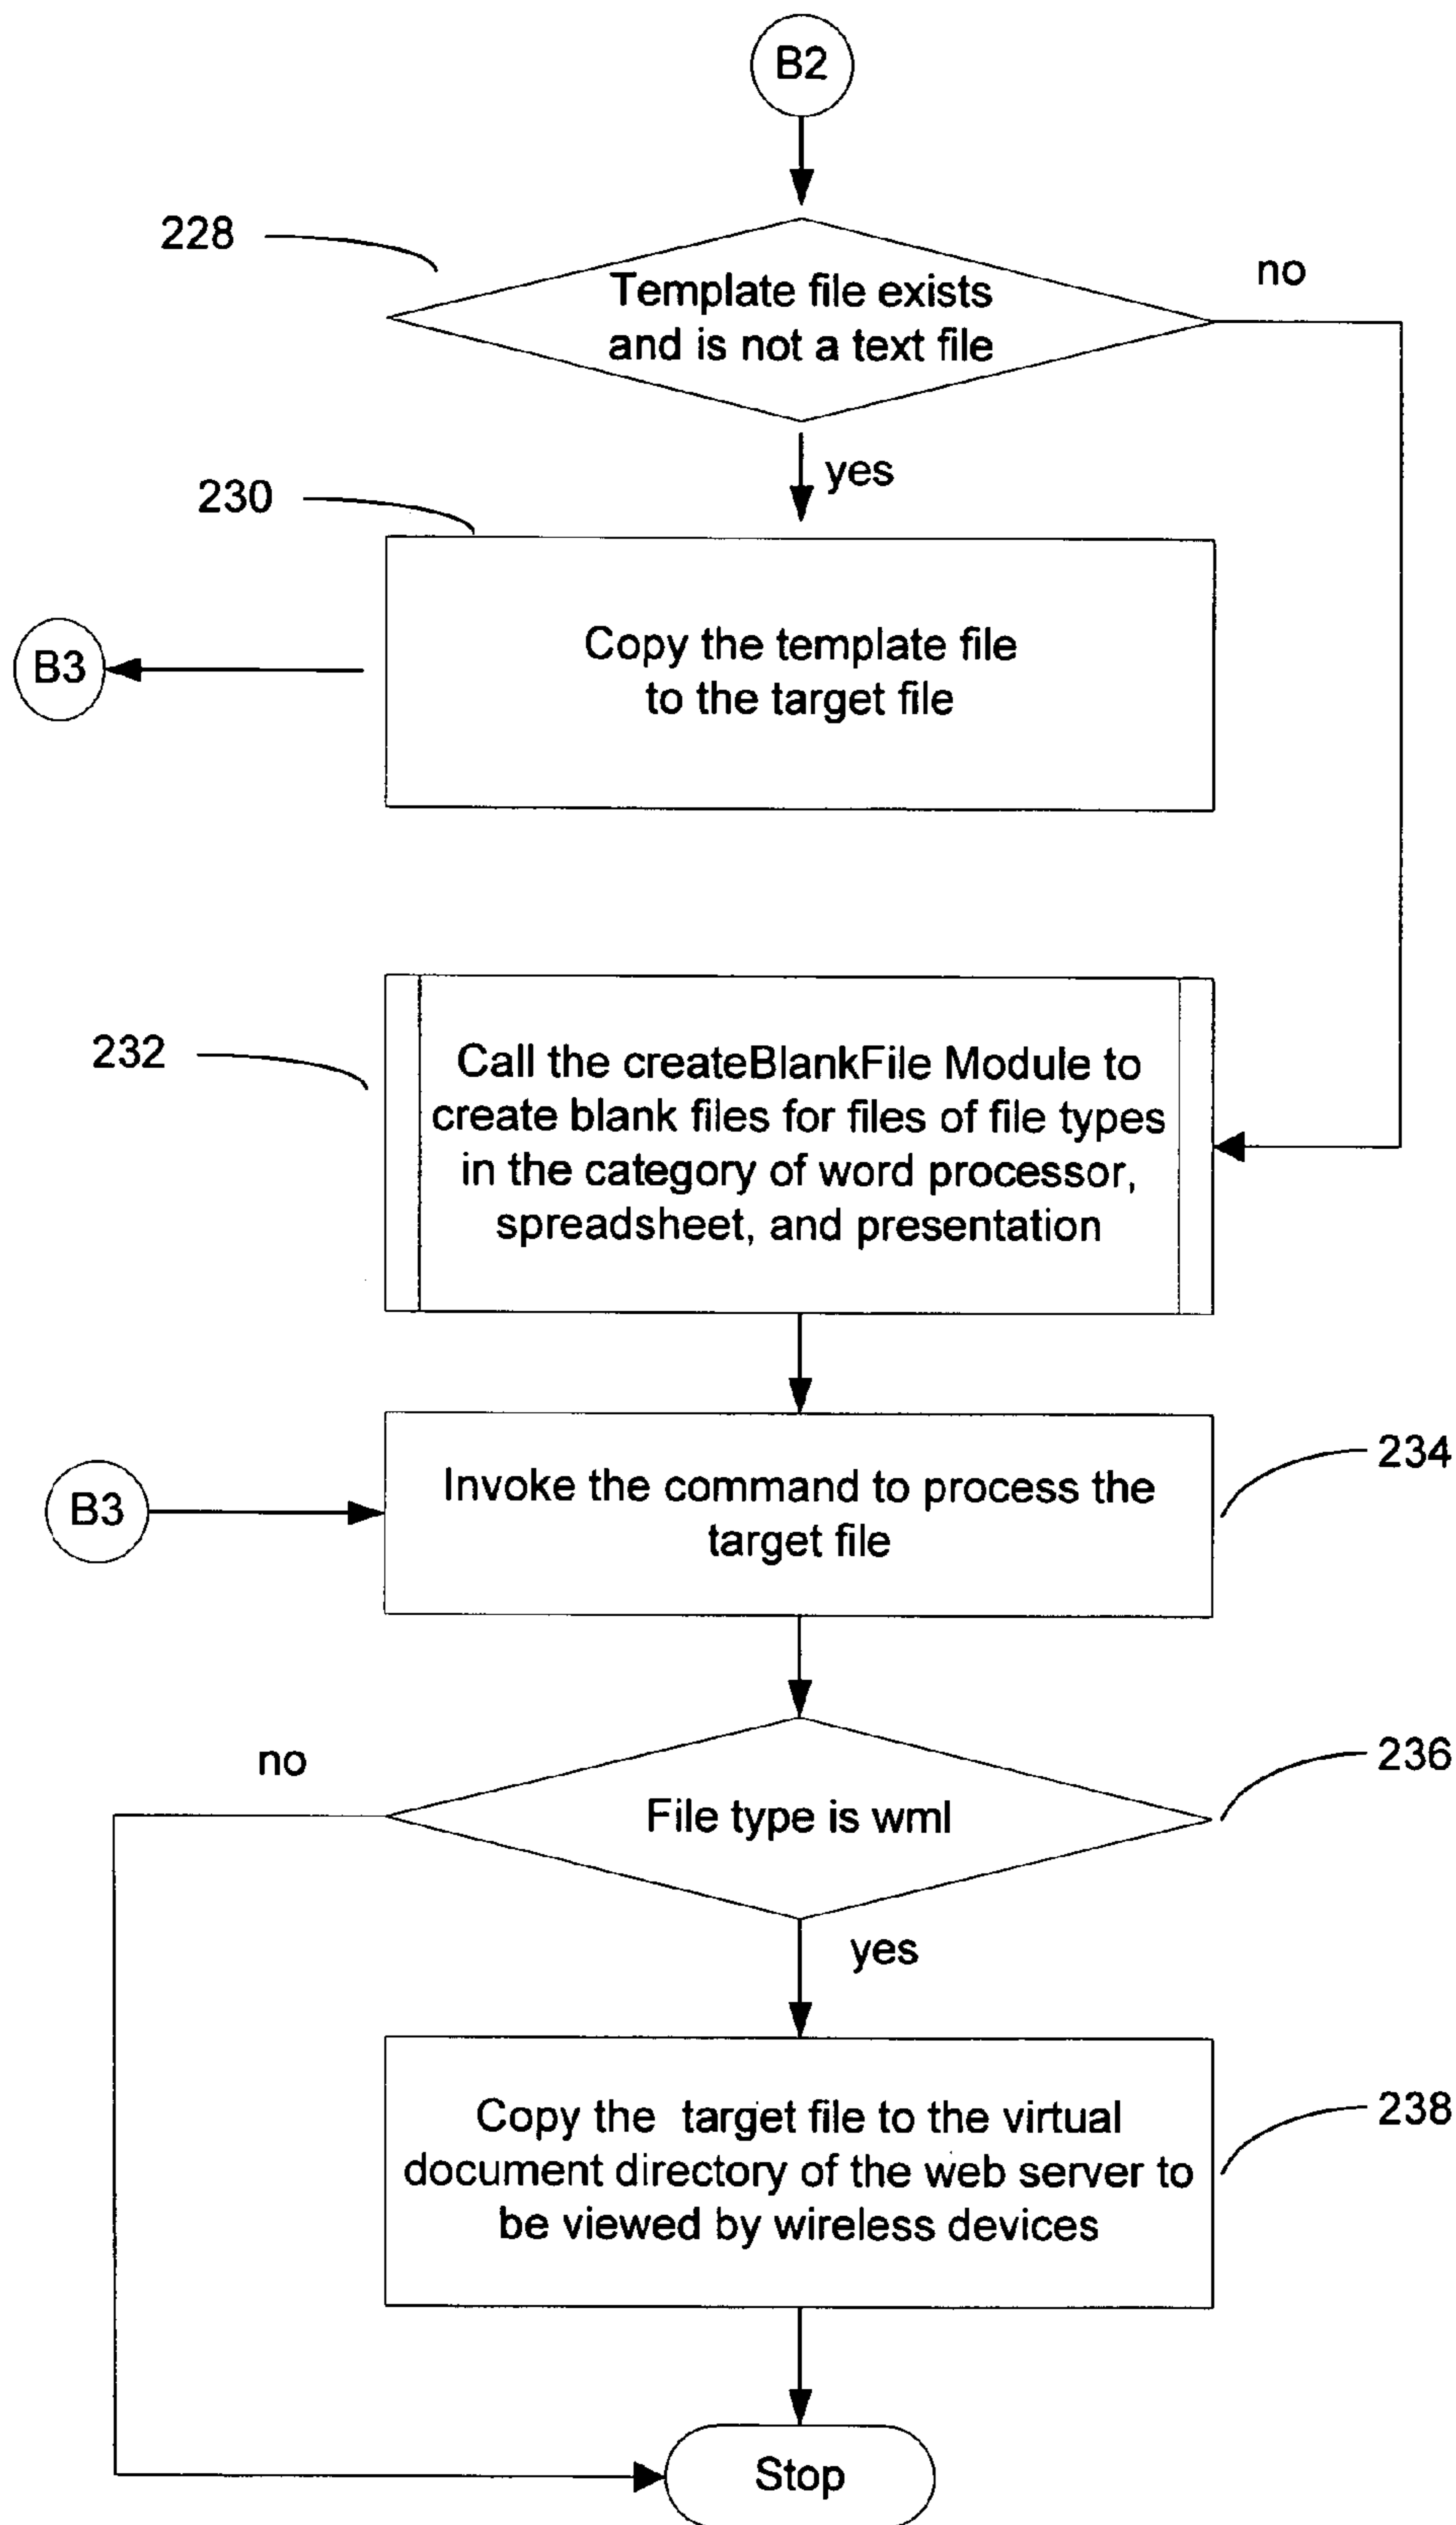 B2
228
no
Template file exists
and is not a text file
yes
230
Copy the template file
to the target file
B3
232
Call the createBlankFile Module to
create blank files for files of file types
in the category of word processor,
spreadsheet, and presentation
234
B3
Invoke the command to process the
target file
236
no
File type is wml
yes
238
Copy the target file to the virtual
document directory of the web server to
be viewed by wireless devices
Stop